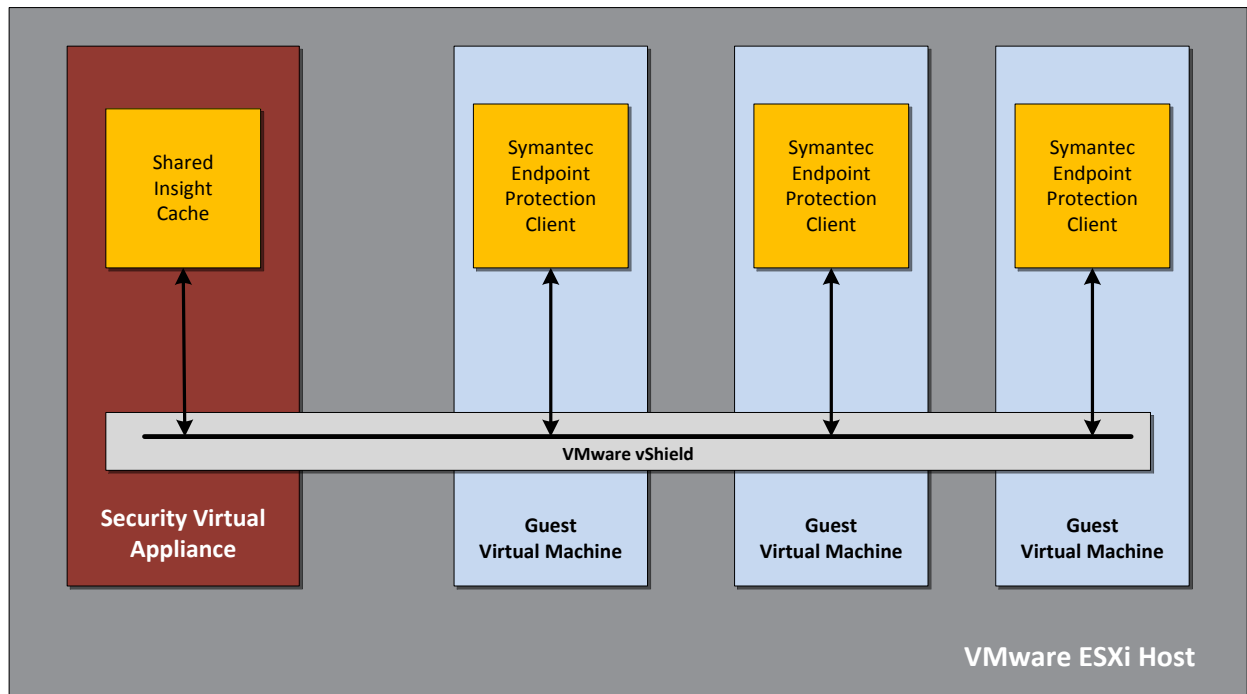 Shared
Insight
Cache
Symantec
Endpoint
Protection
Client
Symantec
Endpoint
Protection
Client
Symantec
Endpoint
Protection
Client
VMware vShield
Security Virtual
Appliance
Guest
Virtual Machine
Guest
Virtual Machine
Guest
Virtual Machine
VMware ESXi Host